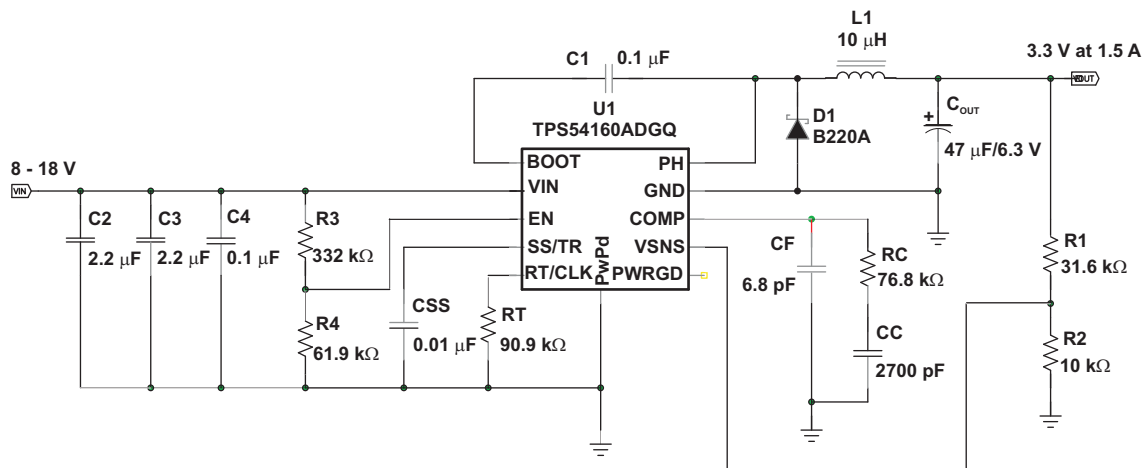 L1
10 μH
3.3 V at 1.5 A
C1
0.1 μF
U1
TPS54160ADGQ
D1
B220A
COUT
47 μF/6.3 V
8 - 18 V
VIN
BOOT
VIN
EN
SS/TR
RT/CLK
PwPd
PH
GND
COMP
VSNS
PWRGD
C2
2.2 μF
C3
2.2 μF
C4
0.1 μF
R3
332 kΩ
R4
61.9 kΩ
CSS
0.01 μF
RT
90.9 kΩ
CF
6.8 pF
RC
76.8 kΩ
CC
2700 pF
R1
31.6 kΩ
R2
10 kΩ